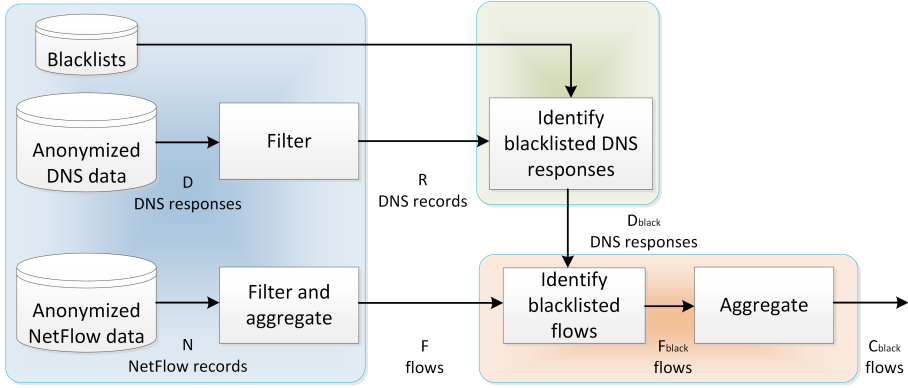 Blacklists
Anonymized
DNS data
Filter
D
DNS responses
R
DNS records
Identify
blacklisted DNS
responses
Dblack
DNS responses
Anonymized
NetFlow data
Filter and
aggregate
N
NetFlow records
F
flows
Identify
blacklisted
flows
Fblack
flows
Aggregate
Cblack
flows